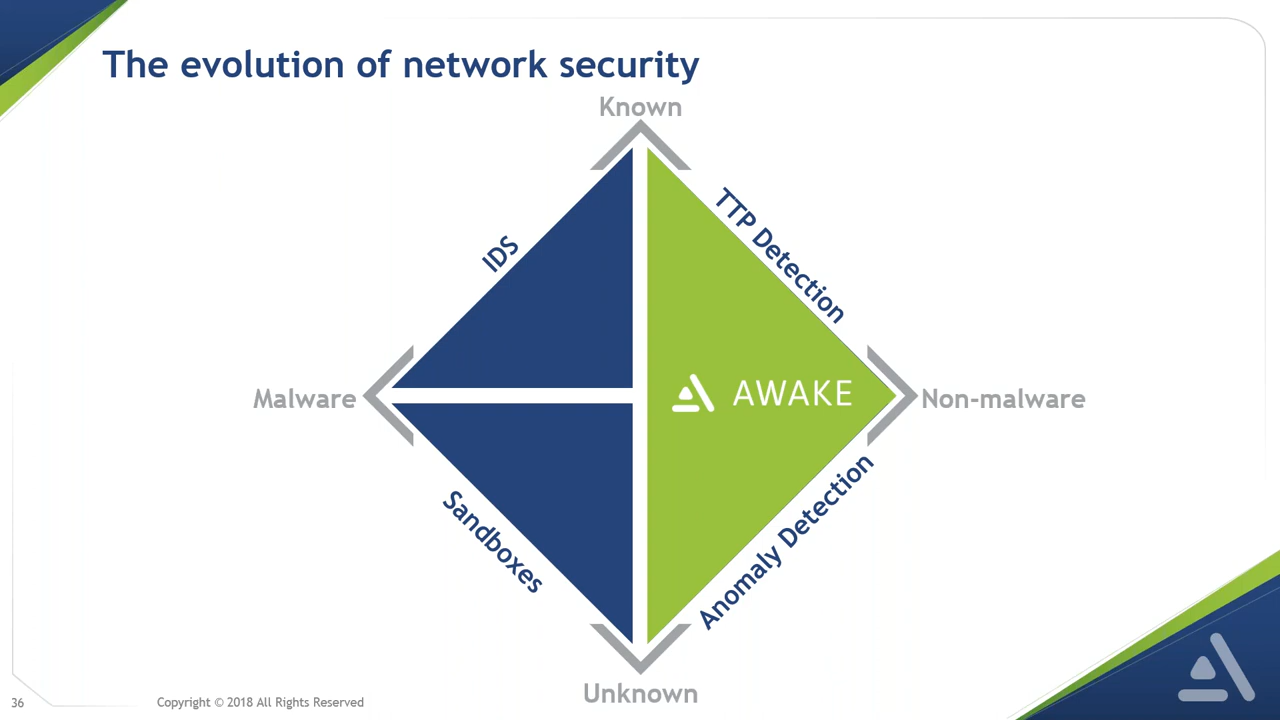 The evolution of network security
Known
IDS
TTP Detection
Malware
AWAKE
Non-malware
Sandboxes
Anomaly Detection
Unknown
36
Copyright © 2018 All Rights Reserved